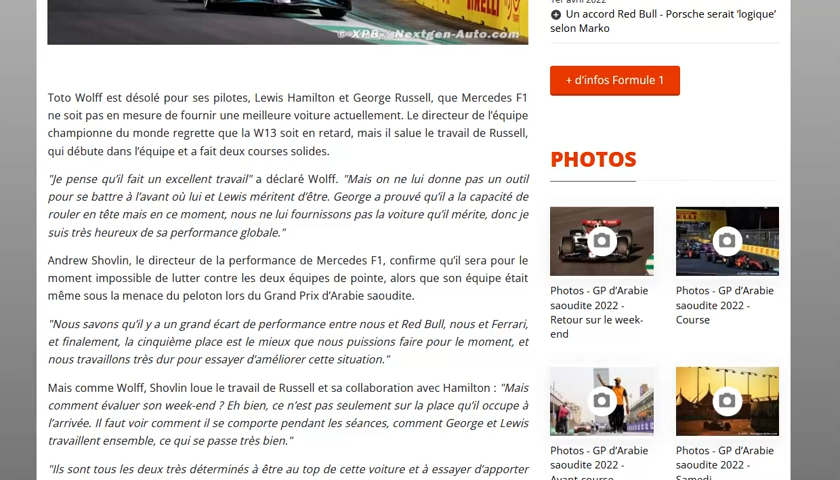 © XPB / Nextgen-Auto.com
Toto Wolff est désolé pour ses pilotes, Lewis Hamilton et George Russell, que Mercedes F1
ne soit pas en mesure de fournir une meilleure voiture actuellement. Le directeur de l’équipe
championne du monde regrette que la W13 soit en retard, mais il salue le travail de Russell,
qui débute dans l’équipe et a fait deux courses solides.
"Je pense qu’il fait un excellent travail" a déclaré Wolff. "Mais on ne lui donne pas un outil
pour se battre à l’avant où lui et Lewis méritent d’être. George a prouvé qu’il a la capacité de
rouler en tête mais en ce moment, nous ne lui fournissons pas la voiture qu’il mérite, donc je
suis très heureux de sa performance globale."
Andrew Shovlin, le directeur de la performance de Mercedes F1, confirme qu’il sera pour le
moment impossible de lutter contre les deux équipes de pointe, alors que son équipe était
même sous la menace du peloton lors du Grand Prix d’Arabie saoudite.
"Nous savons qu’il y a un grand écart de performance entre nous et Red Bull, nous et Ferrari,
et finalement, la cinquième place est le mieux que nous puissions faire pour le moment, et
nous travaillons très dur pour essayer d’améliorer cette situation."
Mais comme Wolff, Shovlin loue le travail de Russell et sa collaboration avec Hamilton : "Mais
comment évaluer son week-end ? Eh bien, ce n’est pas seulement sur la place qu’il occupe à
l’arrivée. Il faut voir comment il se comporte pendant les séances, comment George et Lewis
travaillent ensemble, ce qui se passe très bien."
"Ils sont tous les deux très déterminés à être au top de cette voiture et à essayer d’apporter
1er avril 2022
Un accord Red Bull - Porsche serait ’logique’
selon Marko
+ d’infos Formule 1
PHOTOS
Photos - GP d’Arabie
saoudite 2022 -
Retour sur le week-
end
Photos - GP d’Arabie
saoudite 2022 -
Course
Photos - GP d’Arabie
saoudite 2022 -
Avant-course
Photos - GP d’Arabie
saoudite 2022 -
Samedi